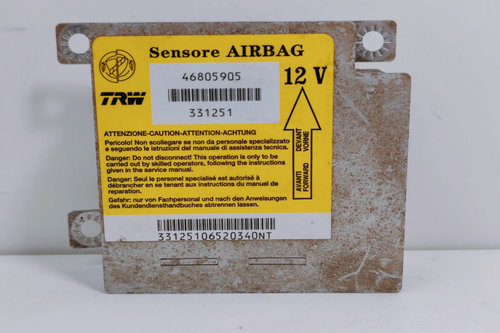 Sensore AIRBAG
46805905
12 V
TRW
331251
ATTENZIONE-CAUTION-ATTENTION-ACHTUNG
Pericolo! Non scollegare se non da personale specializzato
e seguendo le istruzioni del manuale di assistenza tecnica.
Danger: Do not disconnect! This operation is only to be
carried out by skilled operators, following the instructions
given in the service manual.
Danger: Seul le personel specialisé est autorisé à
débrancher en se tenant aux instructions du manuel de
reparation.
Gefahr: nur von Fachpersonal und nach den Anweisungen
des Kundendiensthandbuches abtrennen lassen.
AVANTI DEVANT
FORWARD VORNE
33125106520340NT